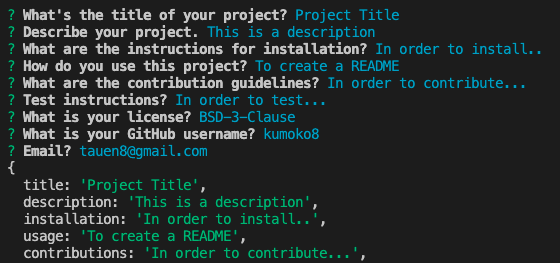 ? What's the title of your project? Project Title
? Describe your project. This is a description
? What are the instructions for installation? In order to install..
? How do you use this project? To create a README
? What are the contribution guidelines? In order to contribute...
? Test instructions? In order to test...
? What is your license? BSD-3-Clause
? What is your GitHub username? kumoko8
? Email? tauen8@gmail.com
{
  title: 'Project Title',
  description: 'This is a description',
  installation: 'In order to install..',
  usage: 'To create a README',
  contributions: 'In order to contribute...',